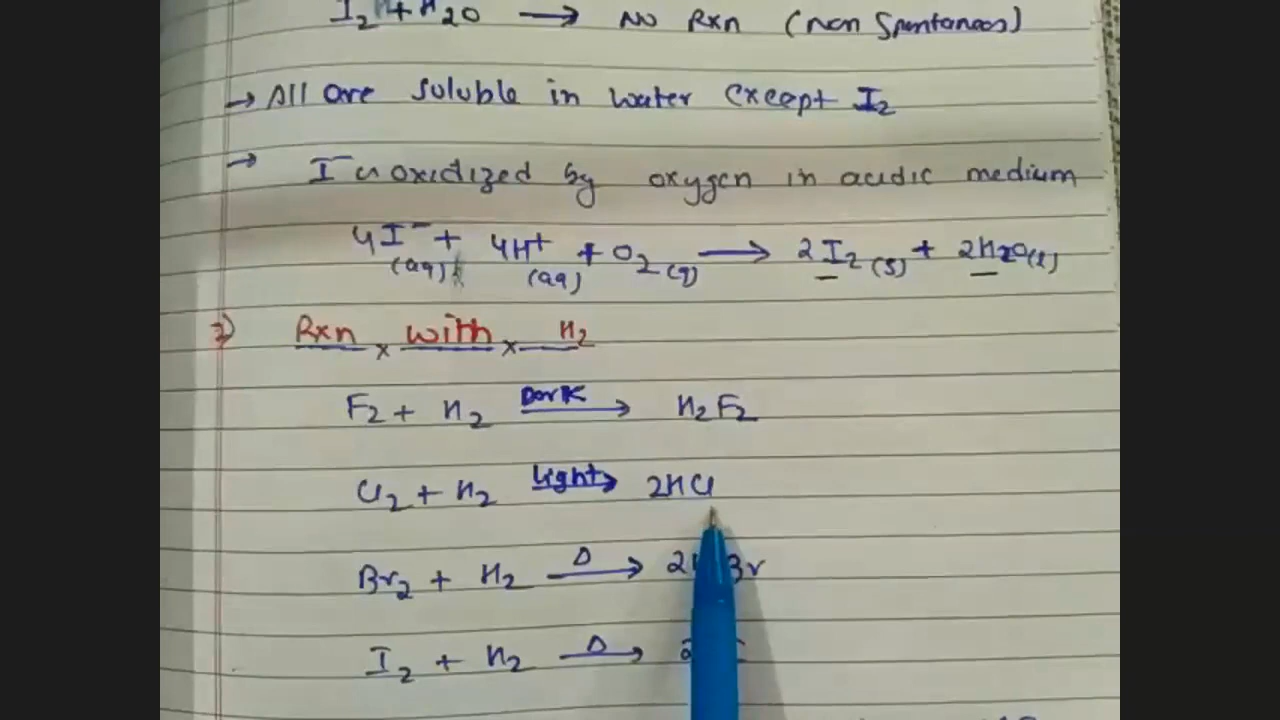 I2 + H2O → No Rxn (non Spontaneous)
→ All are soluble in water except I2
→ I⁻ is oxidized by oxygen in acidic medium
4I⁻(aq) + 4H⁺(aq) + O2(g) → 2I2(s) + 2H2O(l)
7) Rxn with H2
F2 + H2 Dark → H2F2
Cl2 + H2 Light → 2HCl
Br2 + H2 Δ → 2 Br
I2 + H2 Δ →